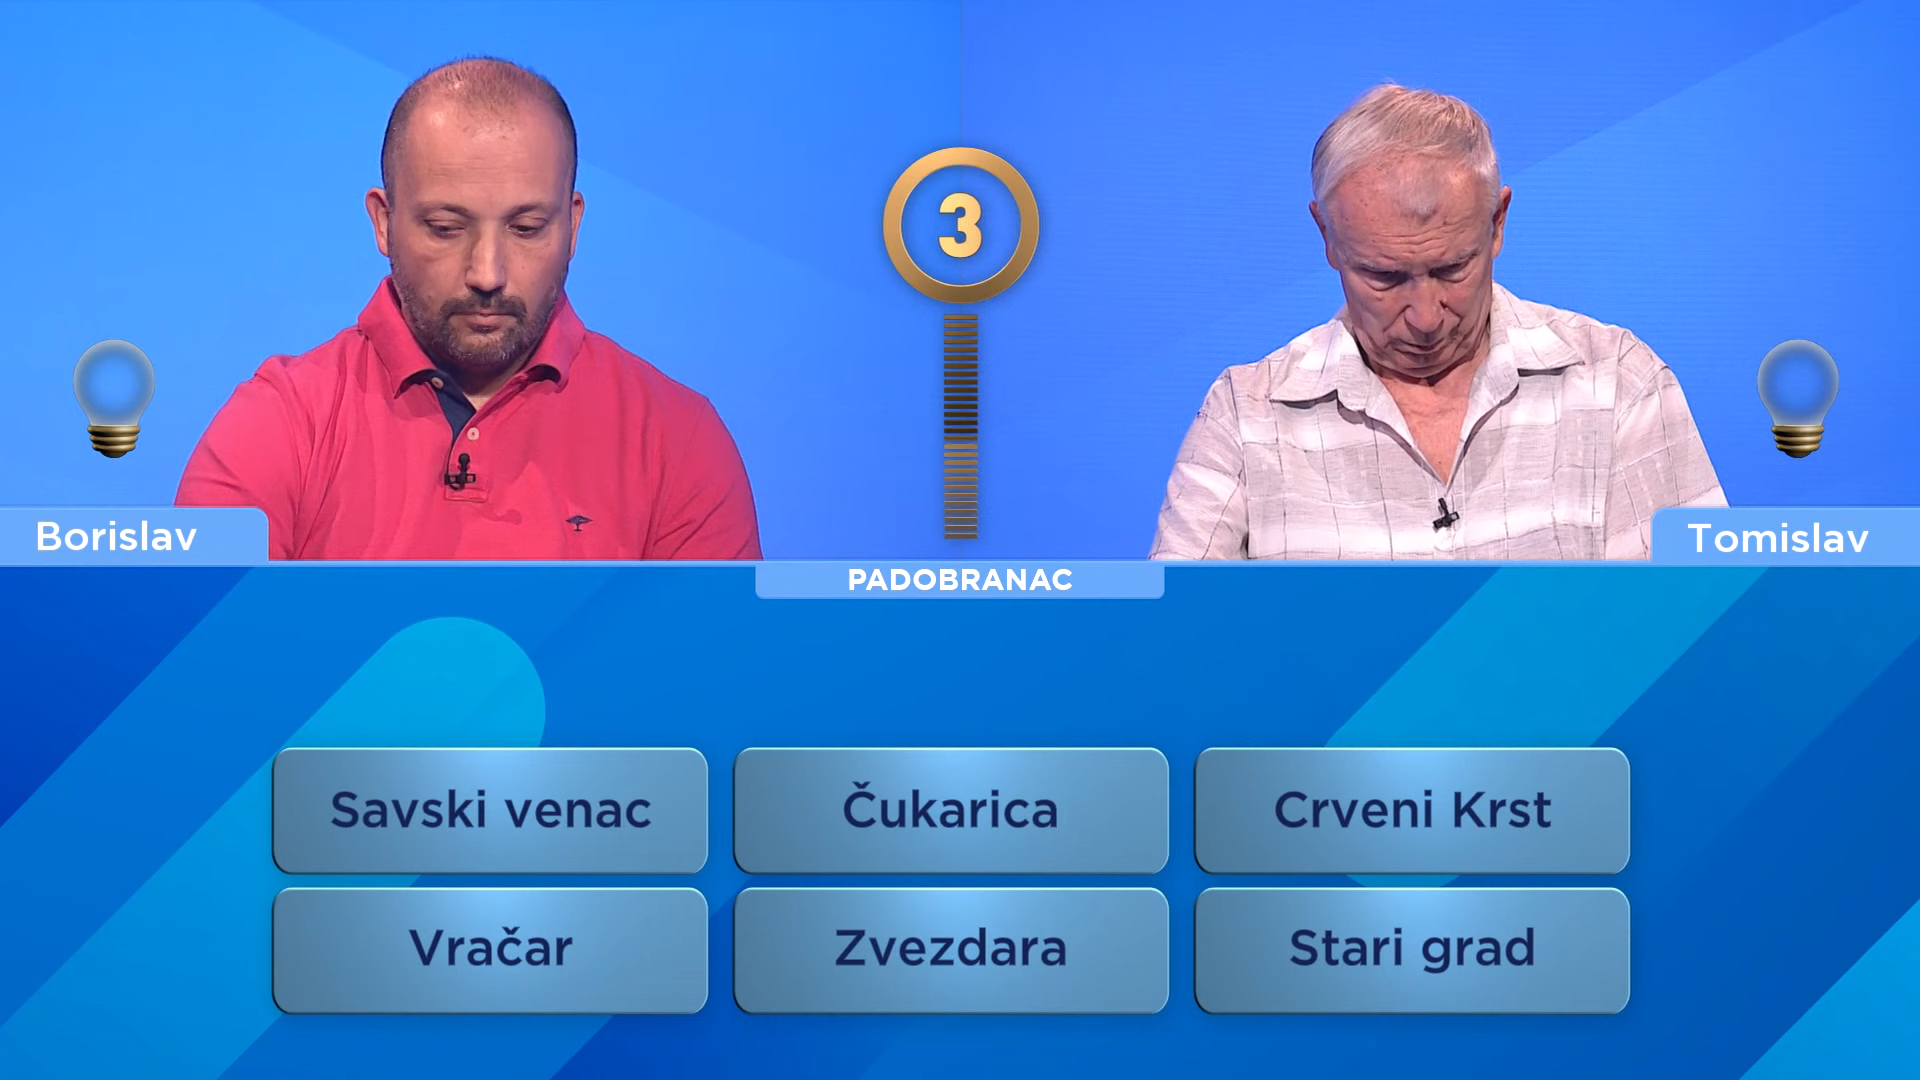 3
Borislav
Tomislav
PADOBRANAC
Savski venac
Čukarica
Crveni Krst
Vračar
Zvezdara
Stari grad